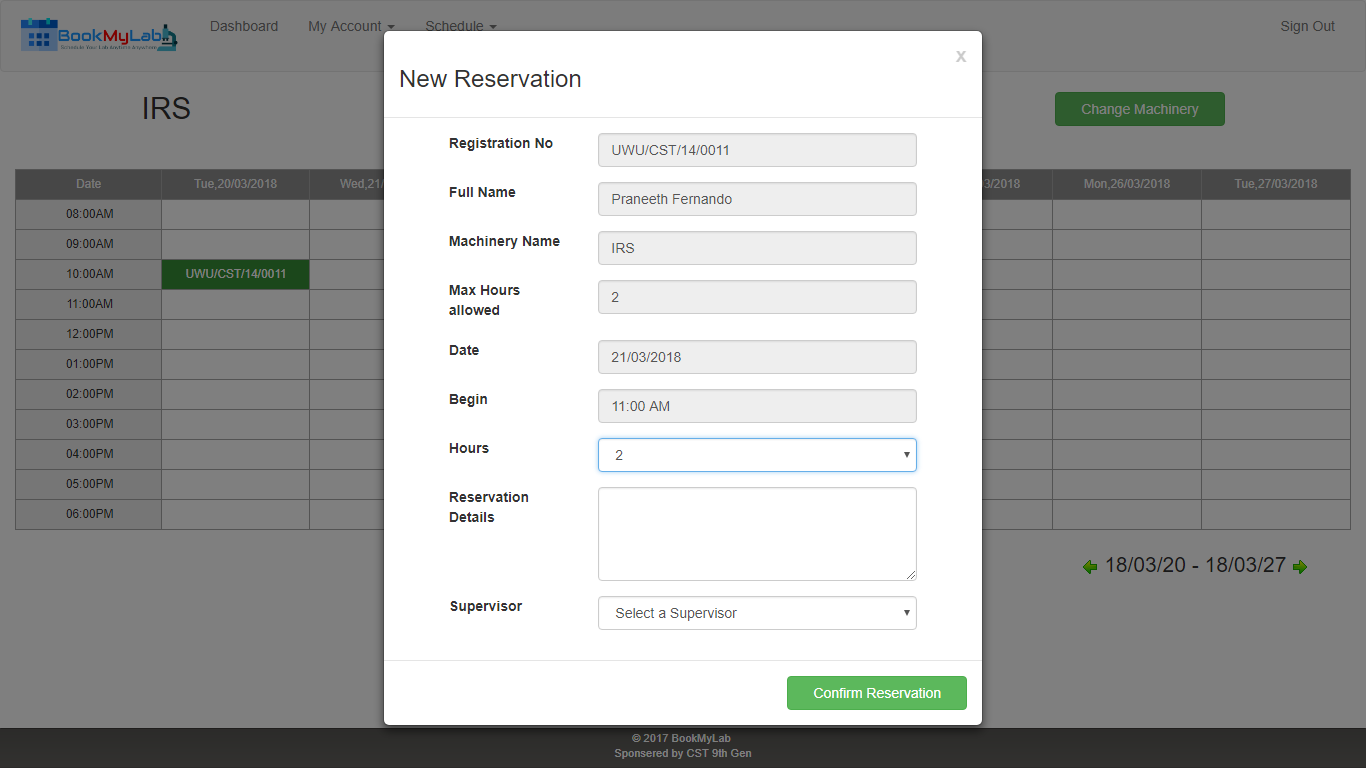 BookMyLab
Dashboard
My Account
Schedule
Sign Out
IRS
Change Machinery
New Reservation
x
Registration No
UWU/CST/14/0011
Full Name
Praneeth Fernando
Machinery Name
IRS
Max Hours
allowed
2
Date
21/03/2018
Begin
11:00 AM
Hours
2
Reservation
Details
Supervisor
Select a Supervisor
Confirm Reservation
Date Tue,20/03/2018 Wed,21/ 3/2018 Mon,26/03/2018 Tue,27/03/2018
08:00AM
09:00AM
10:00AM UWU/CST/14/0011
11:00AM
12:00PM
01:00PM
02:00PM
03:00PM
04:00PM
05:00PM
06:00PM
18/03/20 - 18/03/27
© 2017 BookMyLab
Sponsered by CST 9th Gen